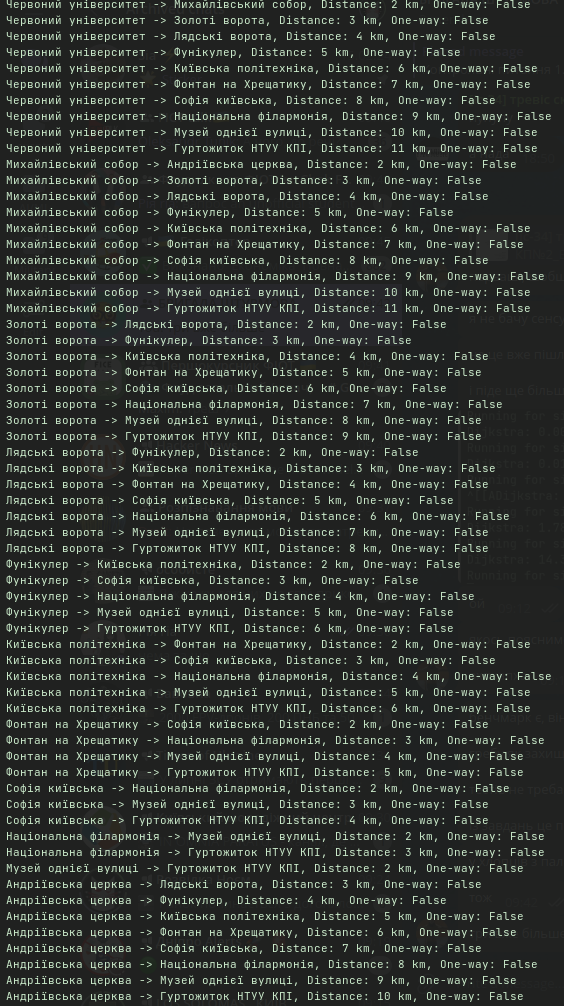 Червоний університет -> Михайлівський собор, Distance: 2 km, One-way: False
Червоний університет -> Золоті ворота, Distance: 3 km, One-way: False
Червоний університет -> Лядські ворота, Distance: 4 km, One-way: False
Червоний університет -> Фунікулер, Distance: 5 km, One-way: False
Червоний університет -> Київська політехніка, Distance: 6 km, One-way: False
Червоний університет -> Фонтан на Хрещатику, Distance: 7 km, One-way: False
Червоний університет -> Софія київська, Distance: 8 km, One-way: False
Червоний університет -> Національна філармонія, Distance: 9 km, One-way: False
Червоний університет -> Музей однієї вулиці, Distance: 10 km, One-way: False
Червоний університет -> Гуртожиток НТУУ КПІ, Distance: 11 km, One-way: False
Михайлівський собор -> Андріївська церква, Distance: 2 km, One-way: False
Михайлівський собор -> Золоті ворота, Distance: 3 km, One-way: False
Михайлівський собор -> Лядські ворота, Distance: 4 km, One-way: False
Михайлівський собор -> Фунікулер, Distance: 5 km, One-way: False
Михайлівський собор -> Київська політехніка, Distance: 6 km, One-way: False
Михайлівський собор -> Фонтан на Хрещатику, Distance: 7 km, One-way: False
Михайлівський собор -> Софія київська, Distance: 8 km, One-way: False
Михайлівський собор -> Національна філармонія, Distance: 9 km, One-way: False
Михайлівський собор -> Музей однієї вулиці, Distance: 10 km, One-way: False
Михайлівський собор -> Гуртожиток НТУУ КПІ, Distance: 11 km, One-way: False
Золоті ворота -> Лядські ворота, Distance: 2 km, One-way: False
Золоті ворота -> Фунікулер, Distance: 3 km, One-way: False
Золоті ворота -> Київська політехніка, Distance: 4 km, One-way: False
Золоті ворота -> Фонтан на Хрещатику, Distance: 5 km, One-way: False
Золоті ворота -> Софія київська, Distance: 6 km, One-way: False
Золоті ворота -> Національна філармонія, Distance: 7 km, One-way: False
Золоті ворота -> Музей однієї вулиці, Distance: 8 km, One-way: False
Золоті ворота -> Гуртожиток НТУУ КПІ, Distance: 9 km, One-way: False
Лядські ворота -> Фунікулер, Distance: 2 km, One-way: False
Лядські ворота -> Київська політехніка, Distance: 3 km, One-way: False
Лядські ворота -> Фонтан на Хрещатику, Distance: 4 km, One-way: False
Лядські ворота -> Софія київська, Distance: 5 km, One-way: False
Лядські ворота -> Національна філармонія, Distance: 6 km, One-way: False
Лядські ворота -> Музей однієї вулиці, Distance: 7 km, One-way: False
Лядські ворота -> Гуртожиток НТУУ КПІ, Distance: 8 km, One-way: False
Фунікулер -> Київська політехніка, Distance: 2 km, One-way: False
Фунікулер -> Софія київська, Distance: 3 km, One-way: False
Фунікулер -> Національна філармонія, Distance: 4 km, One-way: False
Фунікулер -> Музей однієї вулиці, Distance: 5 km, One-way: False
Фунікулер -> Гуртожиток НТУУ КПІ, Distance: 6 km, One-way: False
Київська політехніка -> Фонтан на Хрещатику, Distance: 2 km, One-way: False
Київська політехніка -> Софія київська, Distance: 3 km, One-way: False
Київська політехніка -> Національна філармонія, Distance: 4 km, One-way: False
Київська політехніка -> Музей однієї вулиці, Distance: 5 km, One-way: False
Київська політехніка -> Гуртожиток НТУУ КПІ, Distance: 6 km, One-way: False
Фонтан на Хрещатику -> Софія київська, Distance: 2 km, One-way: False
Фонтан на Хрещатику -> Національна філармонія, Distance: 3 km, One-way: False
Фонтан на Хрещатику -> Музей однієї вулиці, Distance: 4 km, One-way: False
Фонтан на Хрещатику -> Гуртожиток НТУУ КПІ, Distance: 5 km, One-way: False
Софія київська -> Національна філармонія, Distance: 2 km, One-way: False
Софія київська -> Музей однієї вулиці, Distance: 3 km, One-way: False
Софія київська -> Гуртожиток НТУУ КПІ, Distance: 4 km, One-way: False
Національна філармонія -> Музей однієї вулиці, Distance: 2 km, One-way: False
Національна філармонія -> Гуртожиток НТУУ КПІ, Distance: 3 km, One-way: False
Музей однієї вулиці -> Гуртожиток НТУУ КПІ, Distance: 2 km, One-way: False
Андріївська церква -> Лядські ворота, Distance: 3 km, One-way: False
Андріївська церква -> Фунікулер, Distance: 4 km, One-way: False
Андріївська церква -> Київська політехніка, Distance: 5 km, One-way: False
Андріївська церква -> Фонтан на Хрещатику, Distance: 6 km, One-way: False
Андріївська церква -> Софія київська, Distance: 7 km, One-way: False
Андріївська церква -> Національна філармонія, Distance: 8 km, One-way: False
Андріївська церква -> Музей однієї вулиці, Distance: 9 km, One-way: False
Андріївська церква -> Гуртожиток НТУУ КПІ, Distance: 10 km, One-way: False